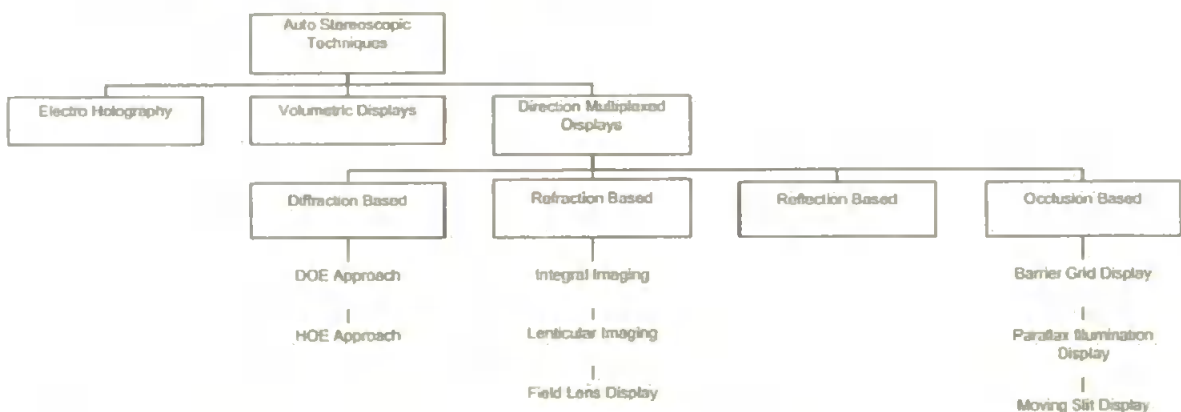 Auto Stereoscopic
Techniques
Electro Holography
Volumetric Displays
Direction Multiplexed
Displays
Diffraction Based
Refraction Based
Reflection Based
Occlusion Based
DOE Approach
Integral Imaging
Barrier Grid Display
HOE Approach
Lenticular Imaging
Parallax Illumination
Display
Field Lens Display
Moving Slit Display